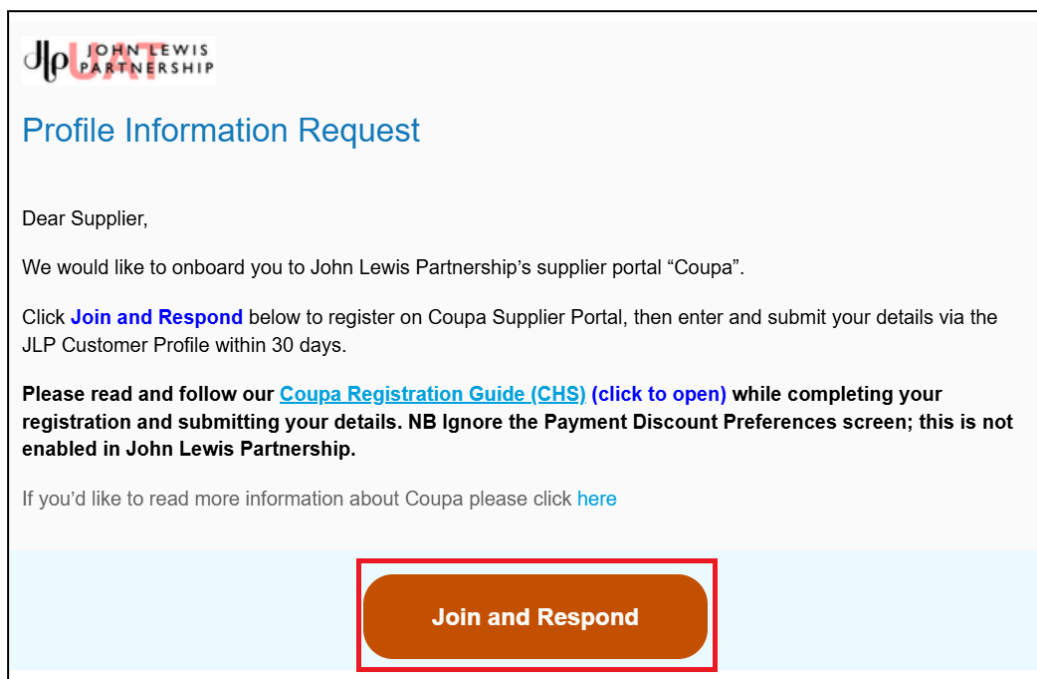 jlp UAT JOHN LEWIS
PARTNERSHIP
Profile Information Request
Dear Supplier,
We would like to onboard you to John Lewis Partnership’s supplier portal “Coupa”.
Click Join and Respond below to register on Coupa Supplier Portal, then enter and submit your details via the
JLP Customer Profile within 30 days.
Please read and follow our Coupa Registration Guide (CHS) (click to open) while completing your
registration and submitting your details. NB Ignore the Payment Discount Preferences screen; this is not
enabled in John Lewis Partnership.
If you’d like to read more information about Coupa please click here
Join and Respond